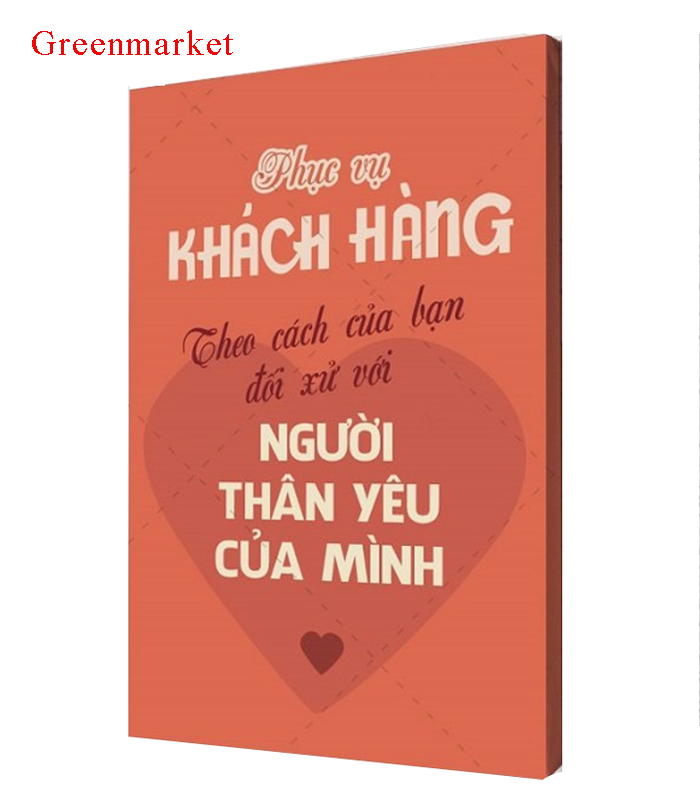 Greenmarket
Phục vụ
KHÁCH HÀNG
Theo cách của bạn
đối xử với
NGƯỜI
THÂN YÊU
CỦA MÌNH